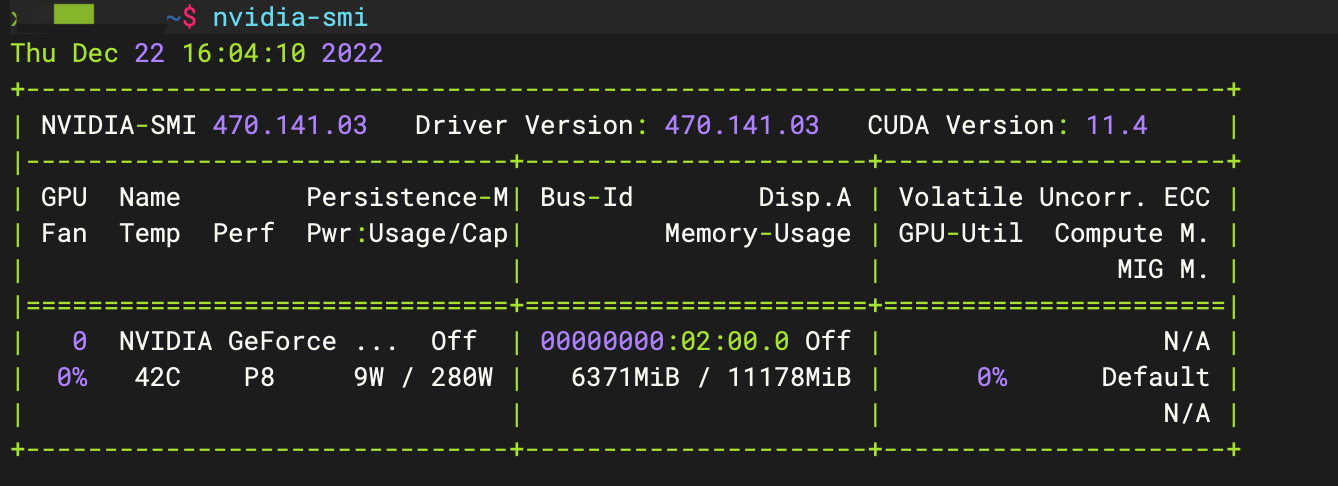 ~$ nvidia-smi
Thu Dec 22 16:04:10 2022
+-----------------------------------------------------------------------------+
| NVIDIA-SMI 470.141.03   Driver Version: 470.141.03   CUDA Version: 11.4     |
|-------------------------------+----------------------+----------------------+
| GPU  Name        Persistence-M| Bus-Id        Disp.A | Volatile Uncorr. ECC |
| Fan  Temp  Perf  Pwr:Usage/Cap|         Memory-Usage | GPU-Util  Compute M. |
|                               |                      |               MIG M. |
|===============================+======================+======================|
|   0  NVIDIA GeForce ...  Off  | 00000000:02:00.0 Off |                  N/A |
|  0%   42C    P8     9W / 280W |   6371MiB / 11178MiB |      0%      Default |
|                               |                      |                  N/A |
+-------------------------------+----------------------+----------------------+